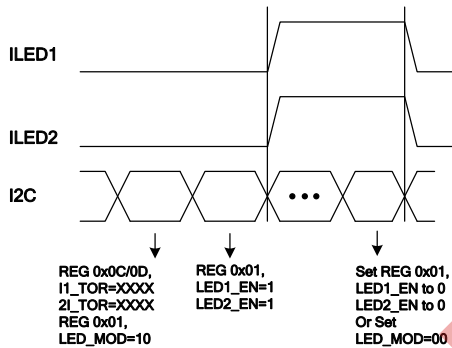 ILED1
ILED2
I2C
•••
REG 0x0C/0D,
I1_TOR=XXXX
2I_TOR=XXXX
REG 0x01,
LED_MOD=10
REG 0x01,
LED1_EN=1
LED2_EN=1
Set REG 0x01,
LED1_EN to 0
LED2_EN to 0
Or Set
LED_MOD=00